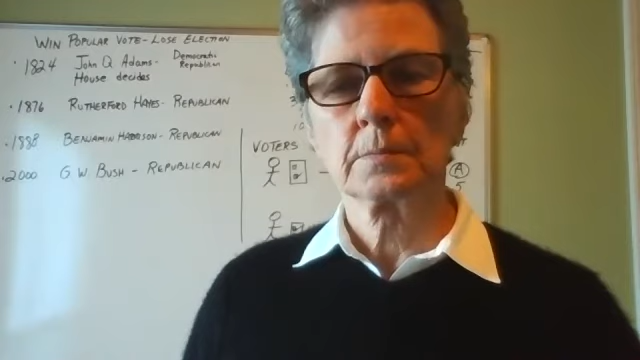 WIN POPULAR VOTE - LOSE ELECTION
· 1824 John Q Adams - Democratic
Republican
House decides
· 1876 RUTHERFORD HAYES - REPUBLICAN
· 1888 BENJAMIN HARRISON - REPUBLICAN
· 2000 G W BUSH - REPUBLICAN
VOTERS
A
5